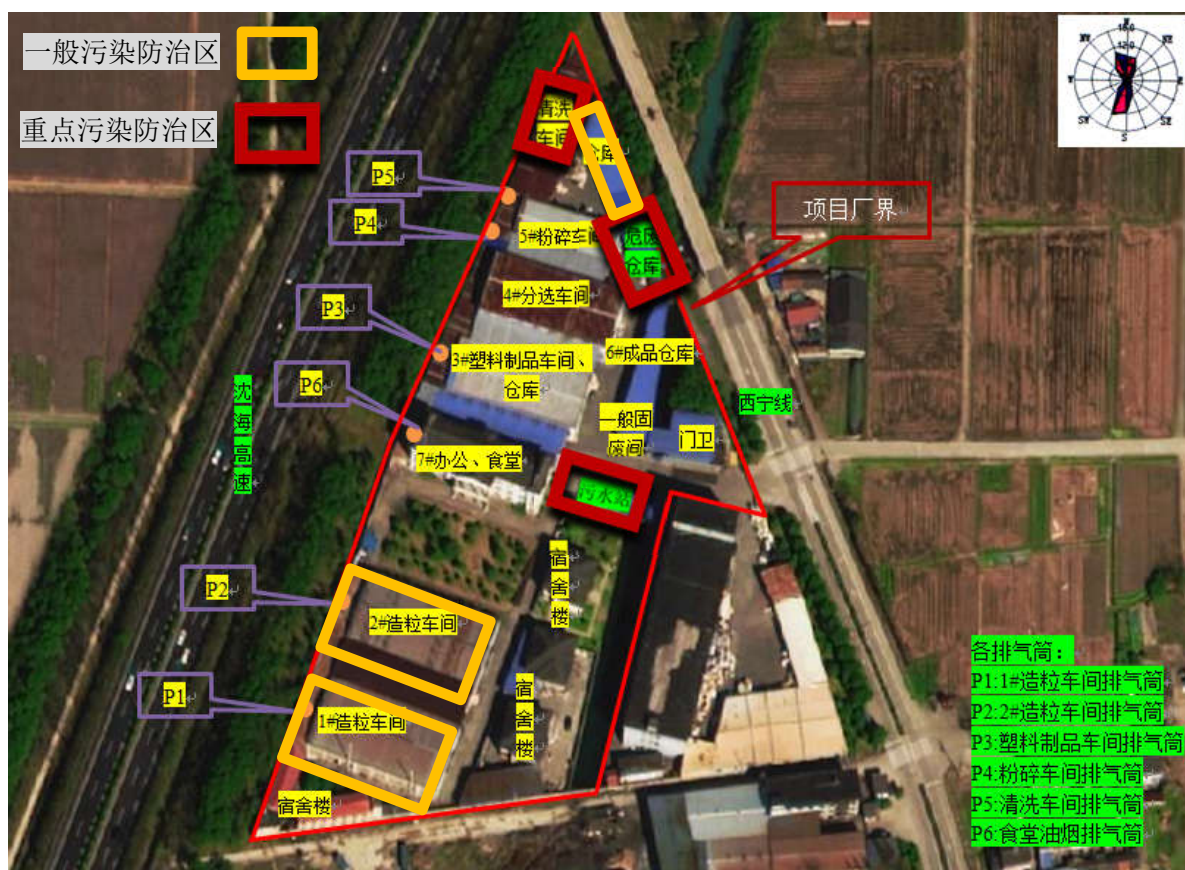 一般污染防治区
重点污染防治区
N
16.0
12.0
NE
SE
S
SW
清洗
车间
仓库
P5
P4
P3
P6
P2
P1
项目厂界
5#粉碎车间
危废
仓库
4#分选车间
3#塑料制品车间、
仓库
6#成品仓库
西宁线
一般固
废间
门卫
7#办公、食堂
污水站
沈
海
高
速
宿
舍
楼
2#造粒车间
宿
舍
楼
1#造粒车间
宿舍楼
各排气筒：
P1:1#造粒车间排气筒
P2:2#造粒车间排气筒
P3:塑料制品车间排气筒
P4:粉碎车间排气筒
P5:清洗车间排气筒
P6:食堂油烟排气筒